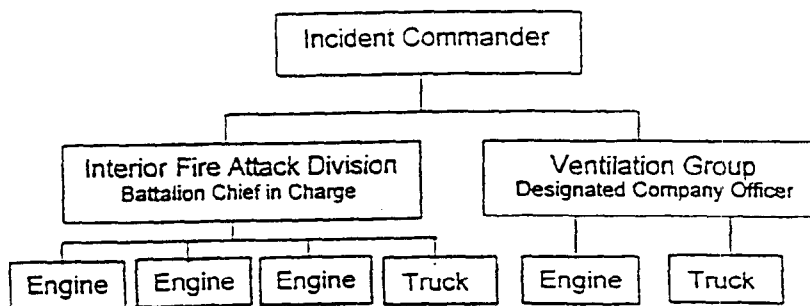 Incident Commander
Interior Fire Attack Division
Battalion Chief in Charge
Ventilation Group
Designated Company Officer
Engine
Engine
Engine
Truck
Engine
Truck